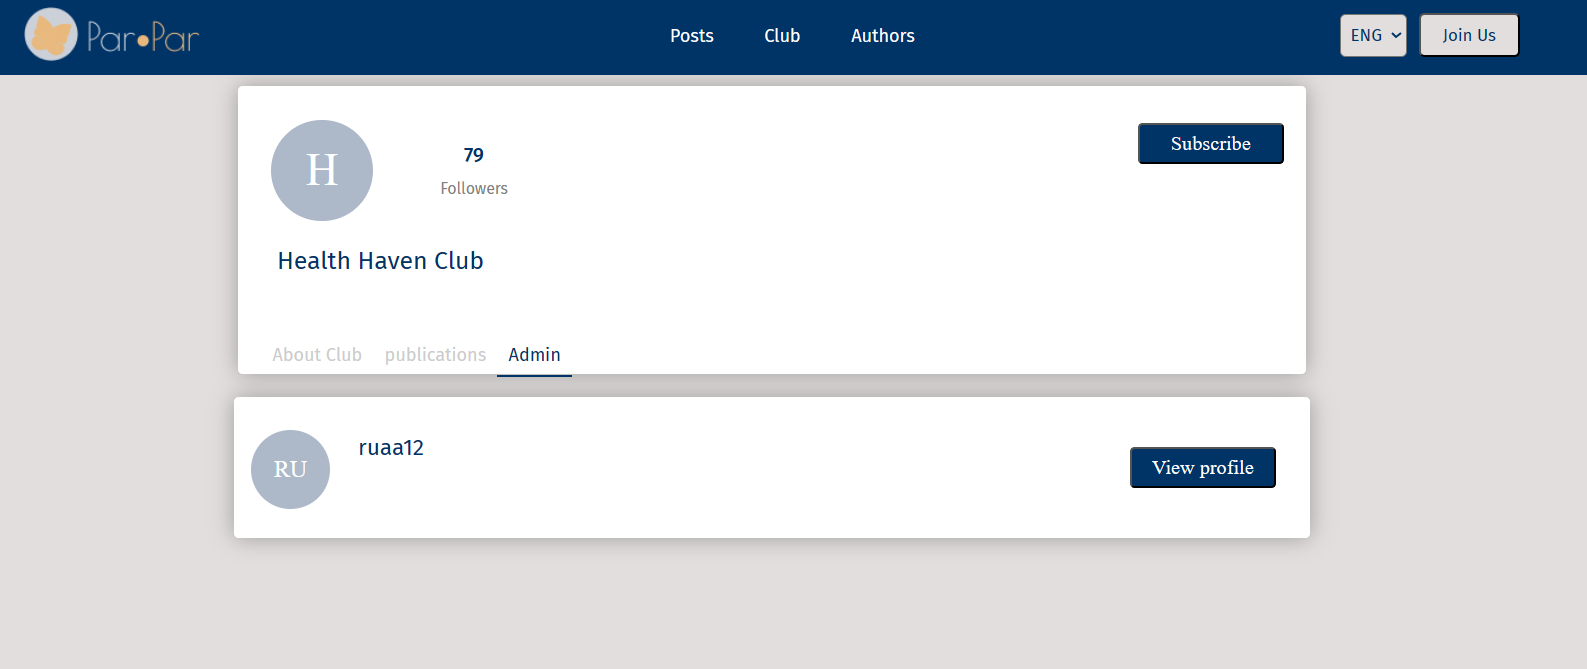 Par•Par
Posts Club Authors
ENG
Join Us
H
79
Followers
Subscribe
Health Haven Club
About Club publications Admin
RU
ruaa12
View profile